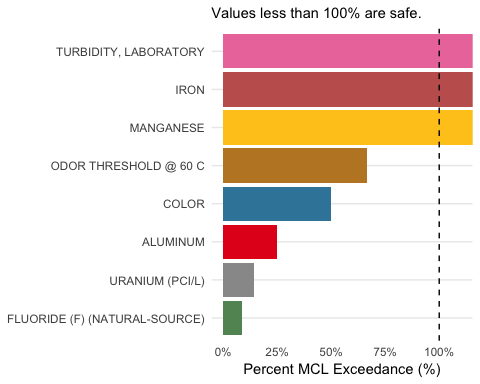 Values less than 100% are safe.
TURBIDITY, LABORATORY
IRON
MANGANESE
ODOR THRESHOLD @ 60 C
COLOR
ALUMINUM
URANIUM (PCI/L)
FLUORIDE (F) (NATURAL-SOURCE)
0% 25% 50% 75% 100%
Percent MCL Exceedance (%)